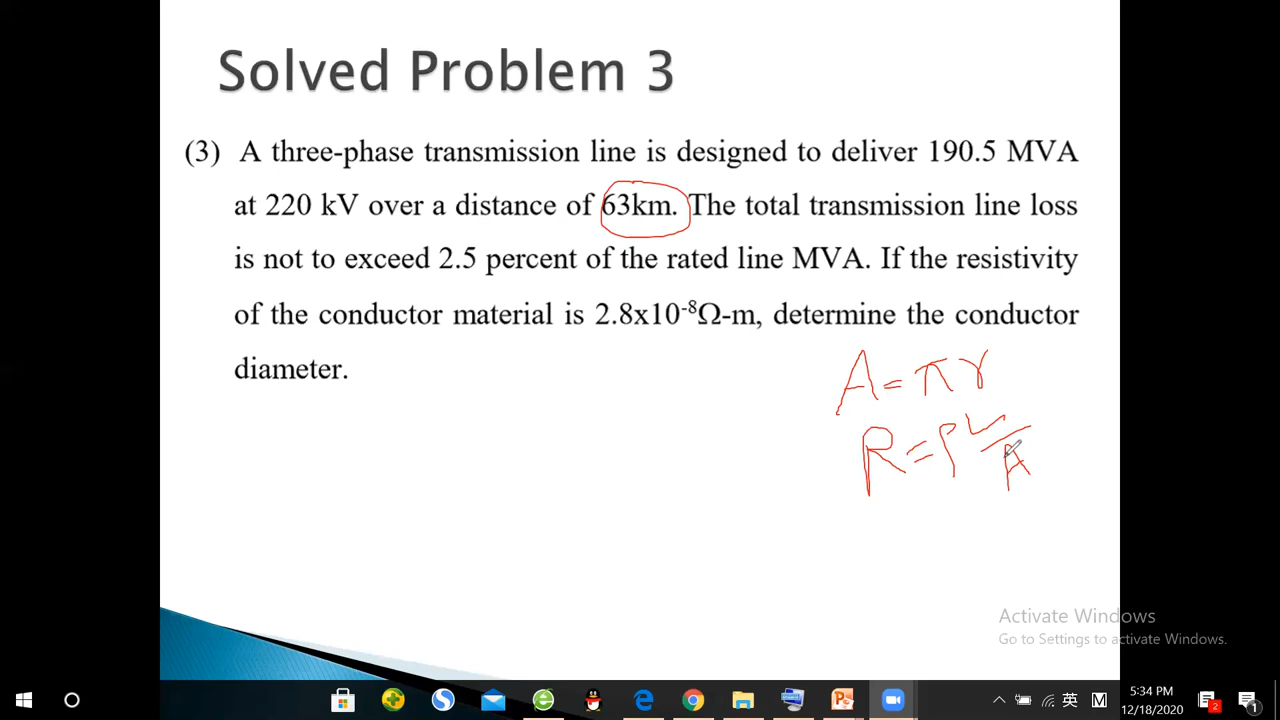 Solved Problem 3
(3) A three-phase transmission line is designed to deliver 190.5 MVA
at 220 kV over a distance of 63km. The total transmission line loss
is not to exceed 2.5 percent of the rated line MVA. If the resistivity
of the conductor material is 2.8x10⁻⁸Ω-m, determine the conductor
diameter.
A = πr
R = ρL/A
Activate Windows
Go to Settings to activate Windows.
英
M
5:34 PM
12/18/2020
2
1